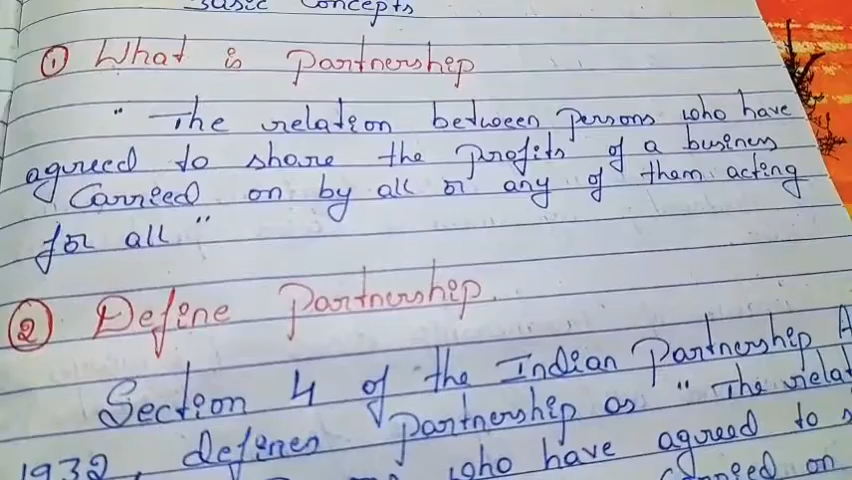 Basic Concepts
① What is Partnership
" The relation between persons who have
agreed to share the profits of a business
Carried on by all or any of them acting
for all "
② Define Partnership.
Section 4 of the Indian Partnership A
1932, defines Partnership as " The relat
who have agreed to s
carried on